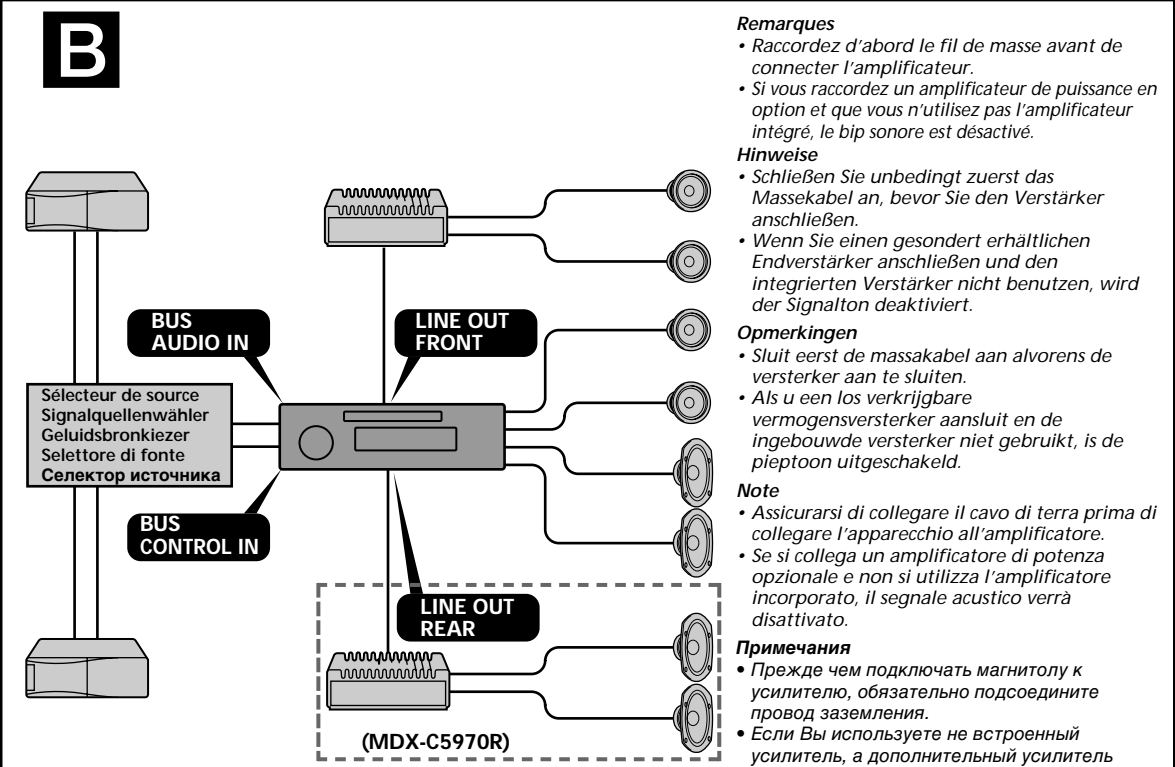 B
BUS
AUDIO IN
LINE OUT
FRONT
Sélecteur de source
Signalquellenwähler
Geluidsbronkiezer
Selettore di fonte
Селектор источника
BUS
CONTROL IN
LINE OUT
REAR
(MDX-C5970R)
Remarques
• Raccordez d’abord le fil de masse avant de
connecter l’amplificateur.
• Si vous raccordez un amplificateur de puissance en
option et que vous n’utilisez pas l’amplificateur
intégré, le bip sonore est désactivé.
Hinweise
• Schließen Sie unbedingt zuerst das
Massekabel an, bevor Sie den Verstärker
anschließen.
• Wenn Sie einen gesondert erhältlichen
Endverstärker anschließen und den
integrierten Verstärker nicht benutzen, wird
der Signalton deaktiviert.
Opmerkingen
• Sluit eerst de massakabel aan alvorens de
versterker aan te sluiten.
• Als u een los verkrijgbare
vermogensversterker aansluit en de
ingebouwde versterker niet gebruikt, is de
pieptoon uitgeschakeld.
Note
• Assicurarsi di collegare il cavo di terra prima di
collegare l’apparecchio all’amplificatore.
• Se si collega un amplificatore di potenza
opzionale e non si utilizza l’amplificatore
incorporato, il segnale acustico verrà
disattivato.
Примечания
• Прежде чем подключать магнитолу к
усилителю, обязательно подсоедините
провод заземления.
• Если Вы используете не встроенный
усилитель, а дополнительный усилитель